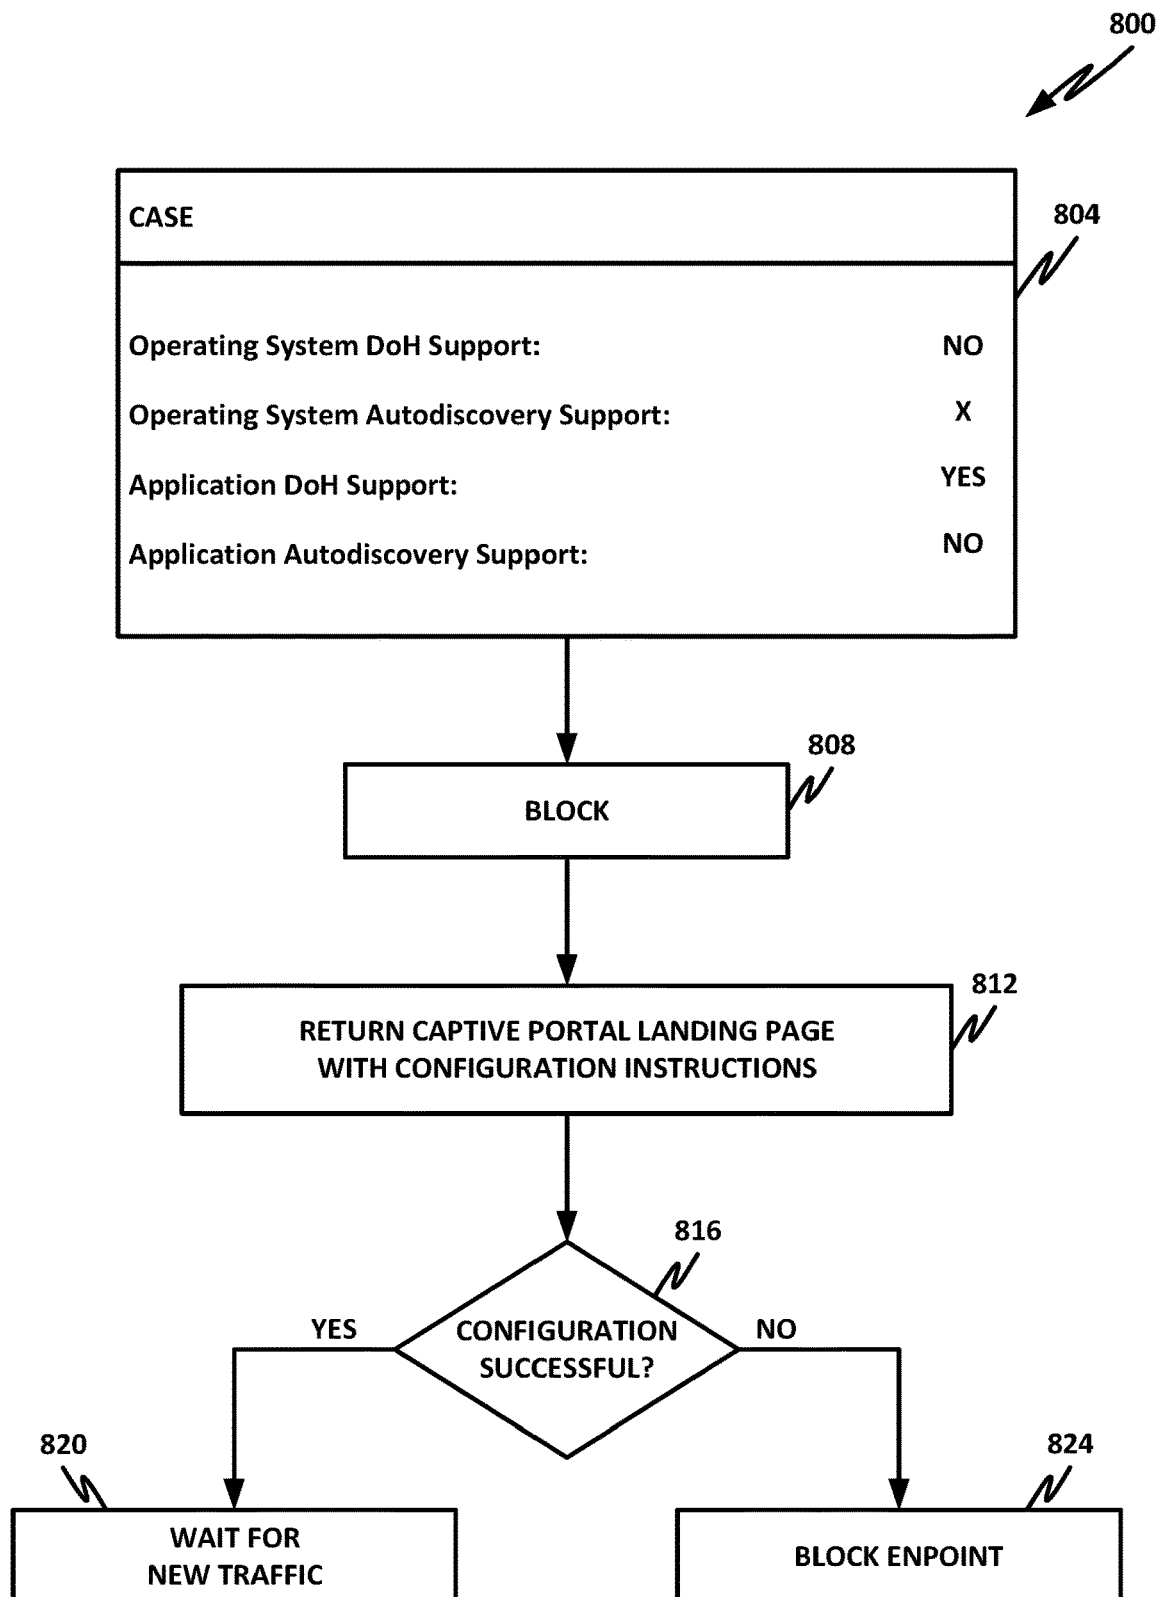 800
CASE
804
Operating System DoH Support: NO
Operating System Autodiscovery Support: X
Application DoH Support: YES
Application Autodiscovery Support: NO
808
BLOCK
812
RETURN CAPTIVE PORTAL LANDING PAGE
WITH CONFIGURATION INSTRUCTIONS
816
YES
CONFIGURATION
SUCCESSFUL?
NO
820
824
WAIT FOR
NEW TRAFFIC
BLOCK ENPOINT